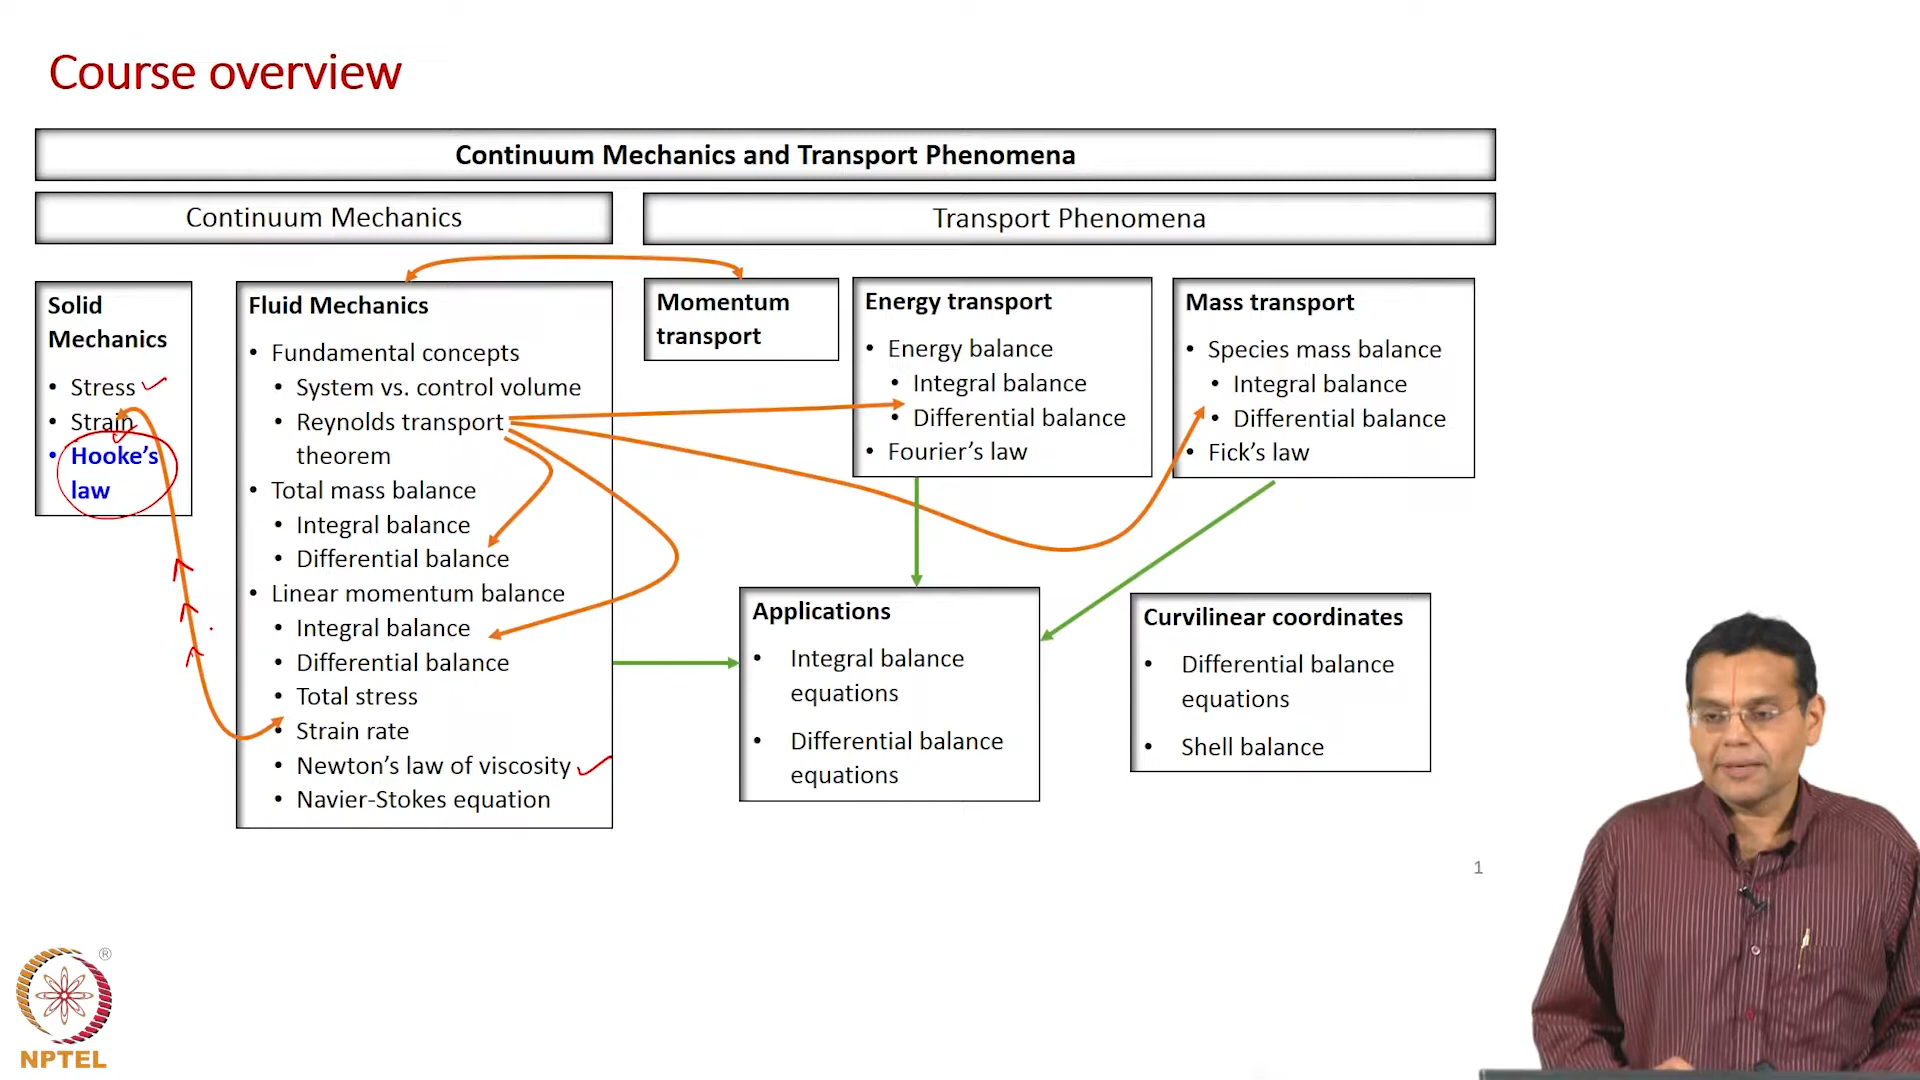 Course overview
Continuum Mechanics and Transport Phenomena
Continuum Mechanics
Transport Phenomena
Solid
Mechanics
• Stress
• Strain
• Hooke's
law
Fluid Mechanics
• Fundamental concepts
• System vs. control volume
• Reynolds transport
theorem
• Total mass balance
• Integral balance
• Differential balance
• Linear momentum balance
• Integral balance
• Differential balance
• Total stress
• Strain rate
• Newton's law of viscosity
• Navier-Stokes equation
Momentum
transport
Energy transport
• Energy balance
• Integral balance
• Differential balance
• Fourier's law
Mass transport
• Species mass balance
• Integral balance
• Differential balance
• Fick's law
Applications
• Integral balance
equations
• Differential balance
equations
Curvilinear coordinates
• Differential balance
equations
• Shell balance
1
®
NPTEL